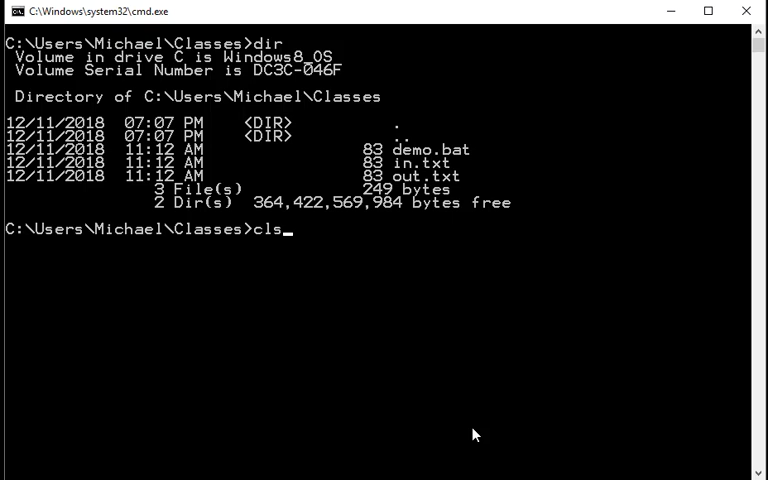 C:\Windows\system32\cmd.exe
C:\Users\Michael\Classes>dir
 Volume in drive C is Windows8_OS
 Volume Serial Number is DC3C-046F
 Directory of C:\Users\Michael\Classes
12/11/2018  07:07 PM    <DIR>          .
12/11/2018  07:07 PM    <DIR>          ..
12/11/2018  11:12 AM                83 demo.bat
12/11/2018  11:12 AM                83 in.txt
12/11/2018  11:12 AM                83 out.txt
               3 File(s)            249 bytes
               2 Dir(s)  364,422,569,984 bytes free
C:\Users\Michael\Classes>cls